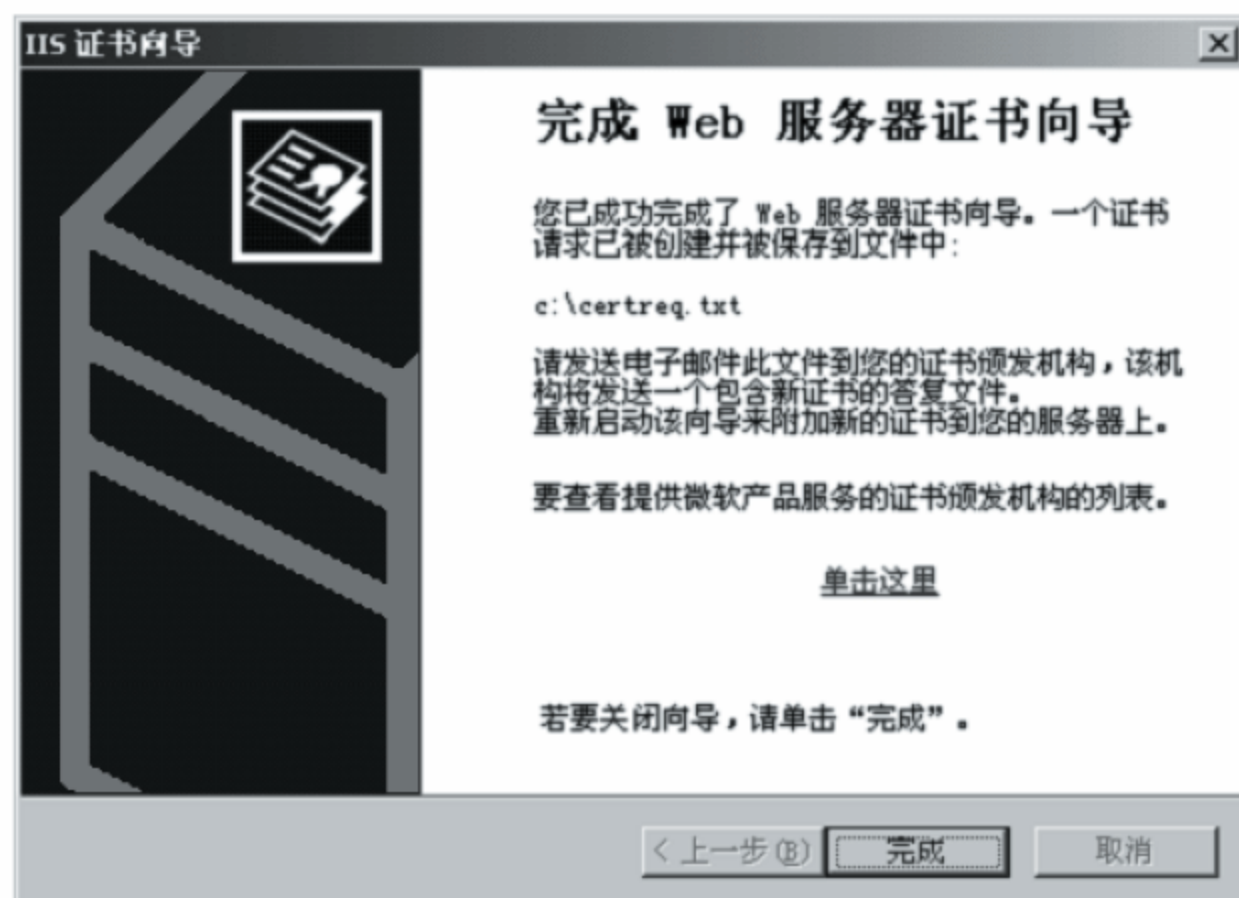 IIS 证书向导
完成 Web 服务器证书向导
您已成功完成了 Web 服务器证书向导。一个证书
请求已被创建并被保存到文件中:
c:\certreq.txt
请发送电子邮件此文件到您的证书颁发机构，该机
构将发送一个包含新证书的答复文件。
重新启动该向导来附加新的证书到您的服务器上。
要查看提供微软产品服务的证书颁发机构的列表。
单击这里
若要关闭向导，请单击“完成”。
< 上一步(B) 完成 取消